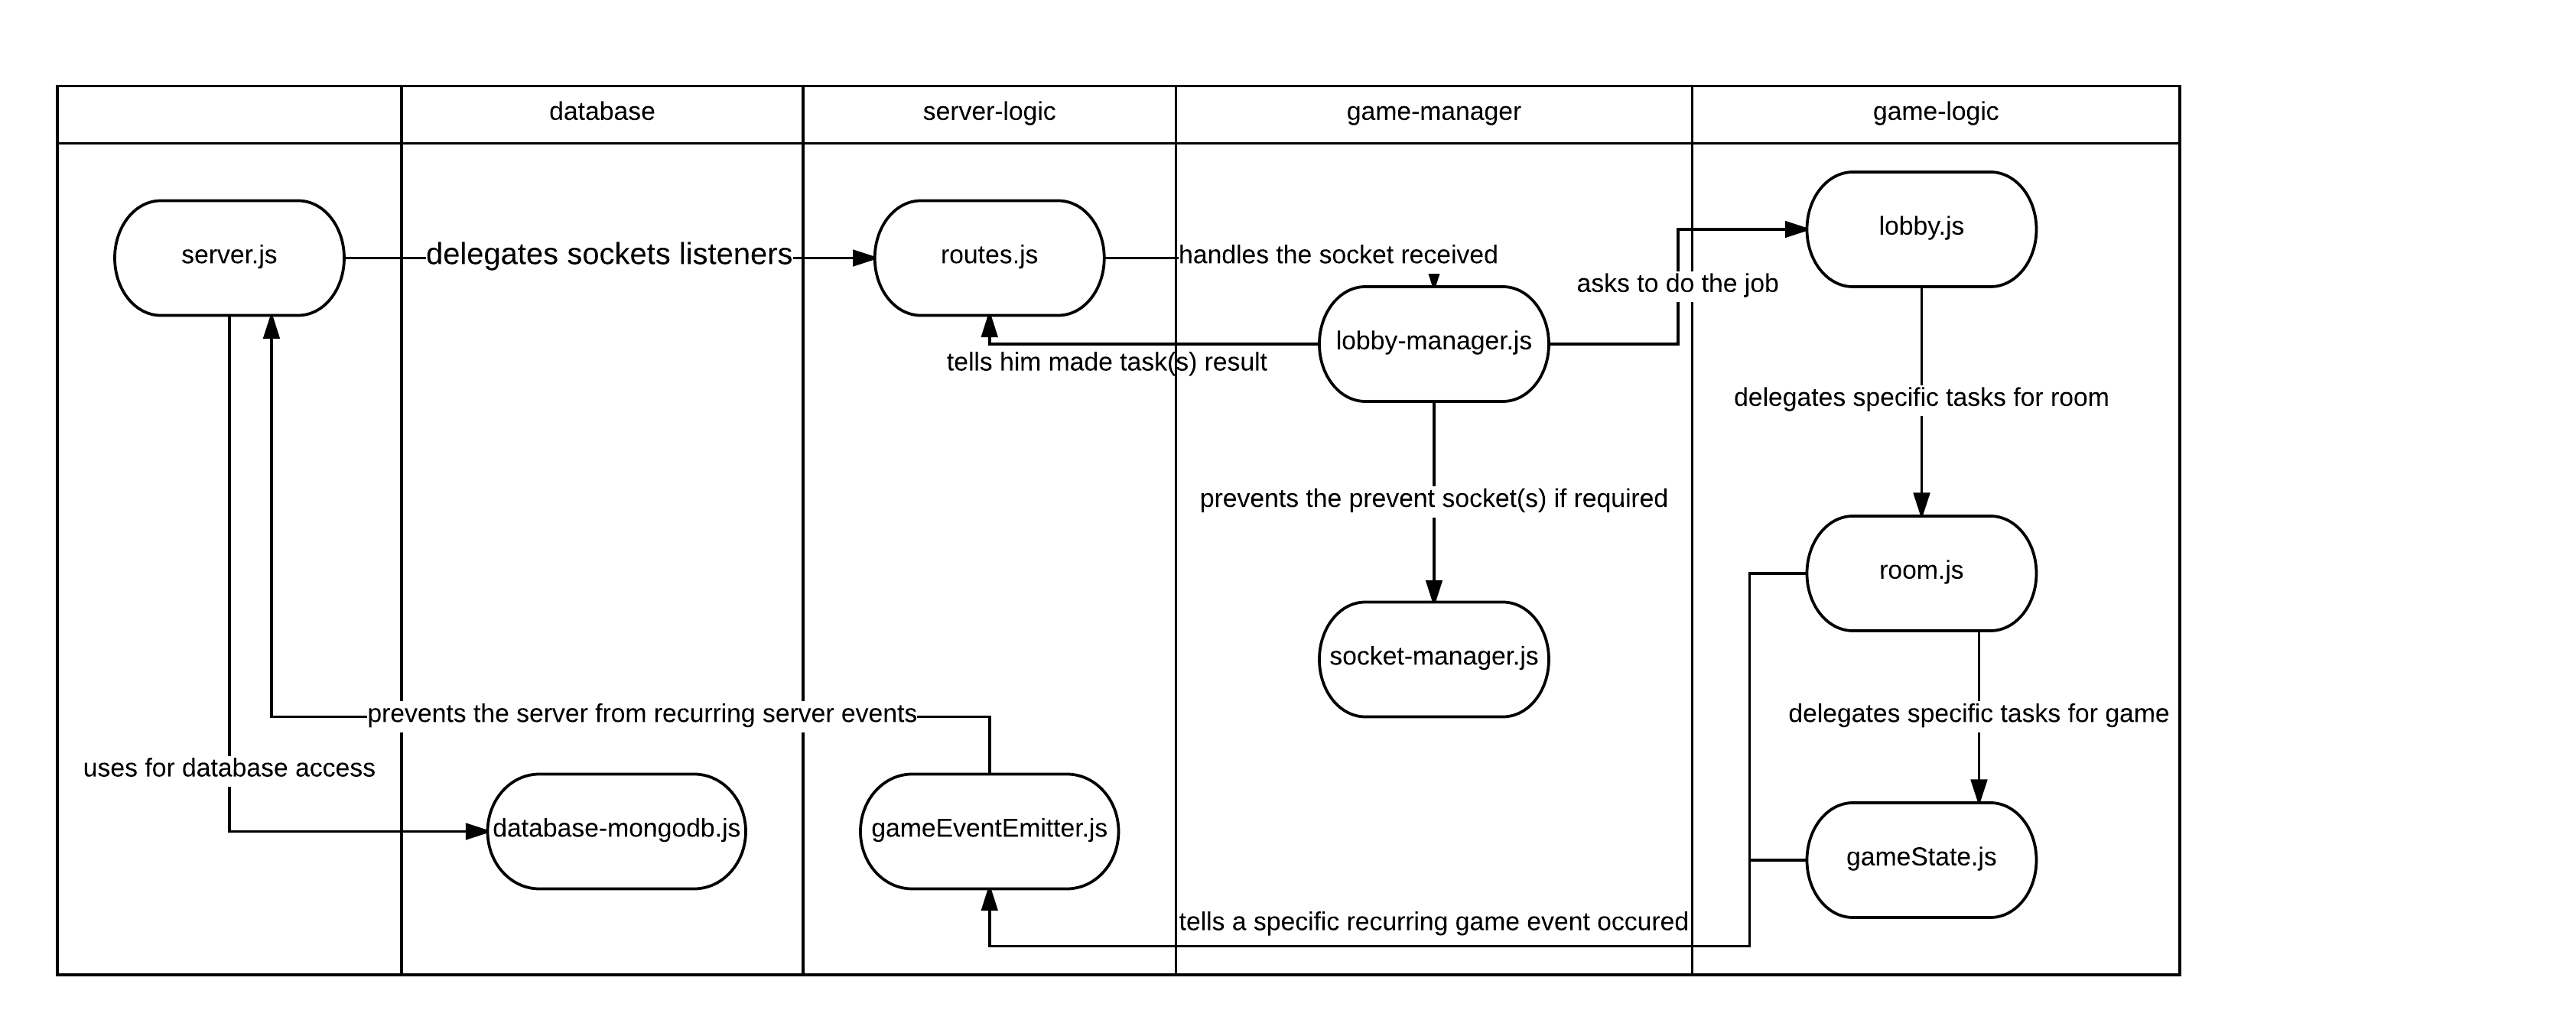 database
server-logic
game-manager
game-logic
server.js
delegates sockets listeners
routes.js
handles the socket received
lobby.js
asks to do the job
lobby-manager.js
tells him made task(s) result
delegates specific tasks for room
prevents the prevent socket(s) if required
room.js
socket-manager.js
prevents the server from recurring server events
delegates specific tasks for game
uses for database access
database-mongodb.js
gameEventEmitter.js
gameState.js
tells a specific recurring game event occured